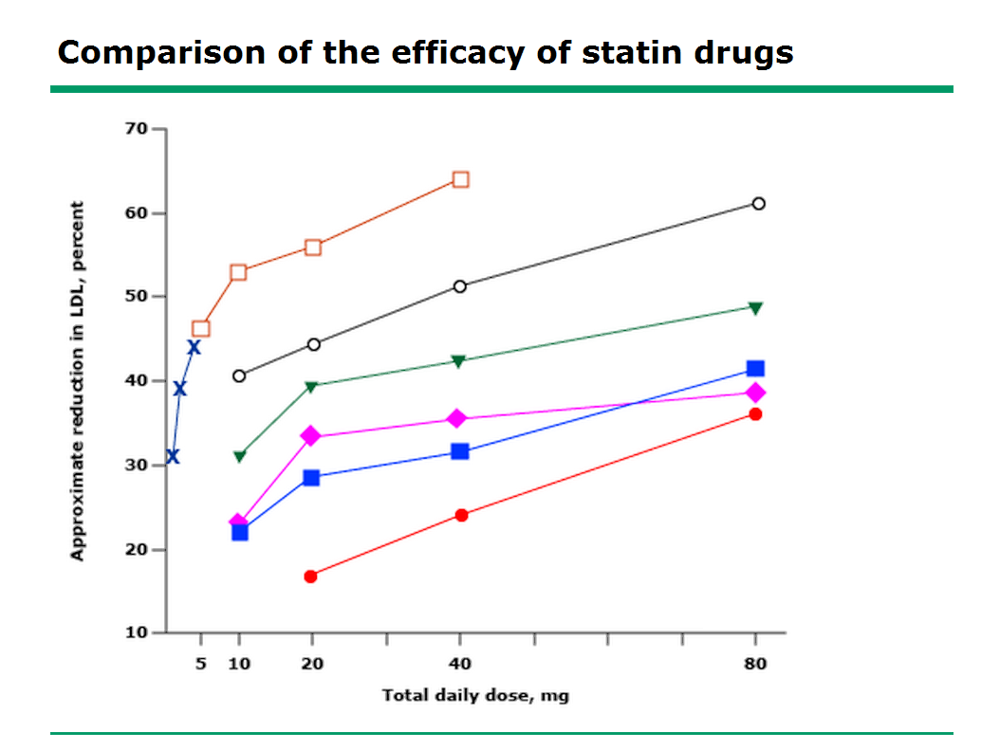 Comparison of the efficacy of statin drugs
Approximate reduction in LDL, percent
70
60
50
40
30
20
10
5 10 20 40 80
Total daily dose, mg